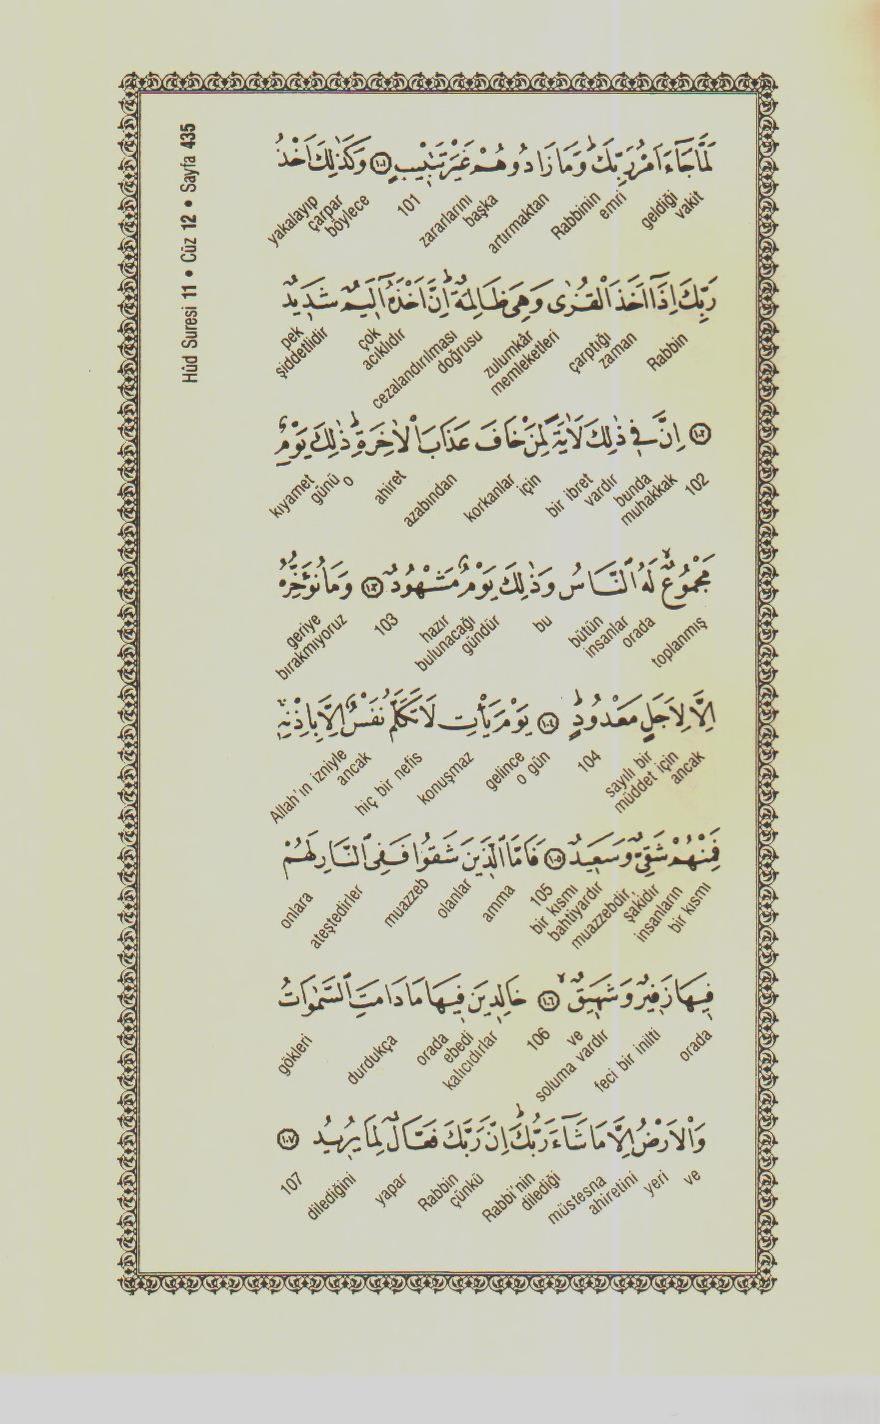 Hûd Suresi 11 • Cüz 12 • Sayfa 435
لَمَّا جَٓاءَ اَمْرُ رَبِّكَۜ وَمَا زَادُوهُمْ غَيْرَ تَتْب۪يبٍ ﴿١٠١﴾ وَكَذٰلِكَ اَخْذُ
vakit geldiği emri Rabbinin artırmaktan başka zararlarını 101 böylece çarpar yakalayıp
رَبِّكَ اِذَٓا اَخَذَ الْقُرٰى وَهِيَ ظَالِمَةٌۜ اِنَّ اَخْذَهُٓ اَل۪يمٌ شَد۪يدٌ
Rabbin zaman çarptığı memleketleri zulumkâr doğrusu cezalandırılması acıklıdır çok şiddetlidir pek
﴿١٠٢﴾ اِنَّ ف۪ي ذٰلِكَ لَاٰيَةً لِمَنْ خَافَ عَذَابَ الْاٰخِرَةِۜ ذٰلِكَ يَوْمٌ
102 muhakkak bunda vardır bir ibret için korkanlar azabından ahiret o günü kıyamet
مَجْمُوعٌۙ لَهُ النَّاسُ وَذٰلِكَ يَوْمٌ مَشْهُودٌ ﴿١٠٣﴾ وَمَا نُؤَخِّرُهُٓ
toplanmış orada insanlar bütün bu gündür bulunacağı hazır 103 bırakmıyoruz geriye
اِلَّا لِاَجَلٍ مَعْدُودٍۜ ﴿١٠٤﴾ يَوْمَ يَأْتِ لَا تَكَلَّمُ نَفْسٌ اِلَّا بِاِذْنِه۪ۚ
ancak müddet için sayılı bir 104 o gün gelince konuşmaz hiç bir nefis ancak Allah'ın izniyle
فَمِنْهُمْ شَقِيٌّ وَسَع۪يدٌ ﴿١٠٥﴾ فَاَمَّا الَّذ۪ينَ شَقُوا فَفِي النَّارِ لَهُمْ
bir kısmı insanların şakidir muazzebdir, bahtiyardır bir kısmı 105 amma olanlar muazzeb ateştedirler onlara
ف۪يهَا زَف۪يرٌ وَشَه۪يقٌۙ ﴿١٠٦﴾ خَالِد۪ينَ ف۪يهَا مَا دَامَتِ السَّمٰوَاتُ
orada feci bir inilti soluma vardır ve 106 kalıcıdırlar ebedi orada durdukça gökleri
وَالْاَرْضُ اِلَّا مَا شَٓاءَ رَبُّكَۜ اِنَّ رَبَّكَ فَعَّالٌ لِمَا يُر۪يدُ ﴿١٠٧﴾
ve yeri ahiretini müstesna dilediği Rabbi'nin çünkü Rabbin yapar dilediğini 107